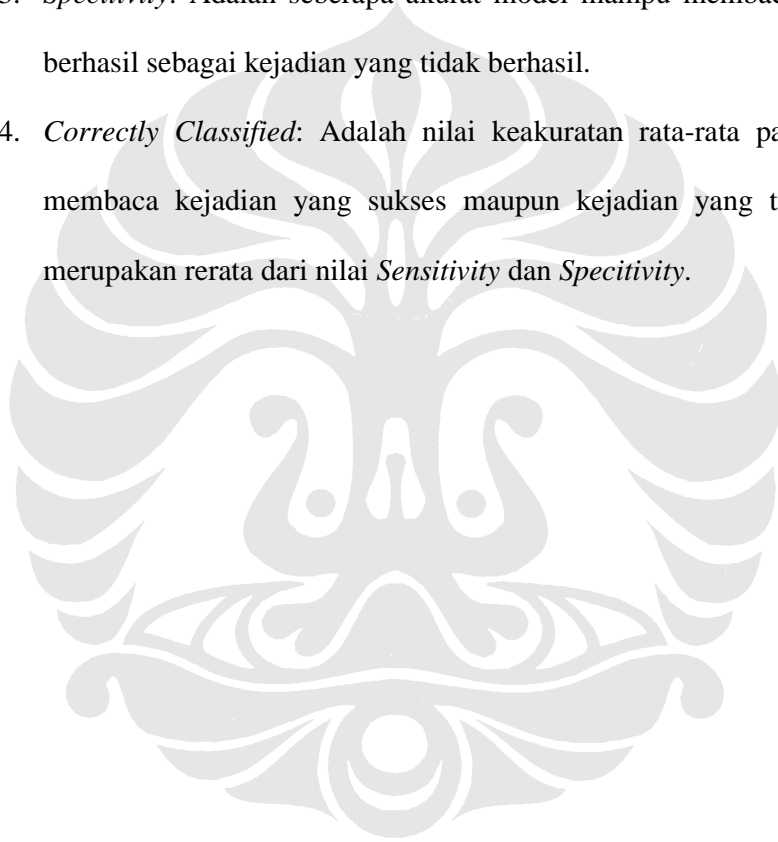 berhasil sebagai kejadian yang tidak berhasil.
4. Correctly Classified: Adalah nilai keakuratan rata-rata
membaca kejadian yang sukses maupun kejadian yang
merupakan rerata dari nilai Sensitivity dan Specitivity.